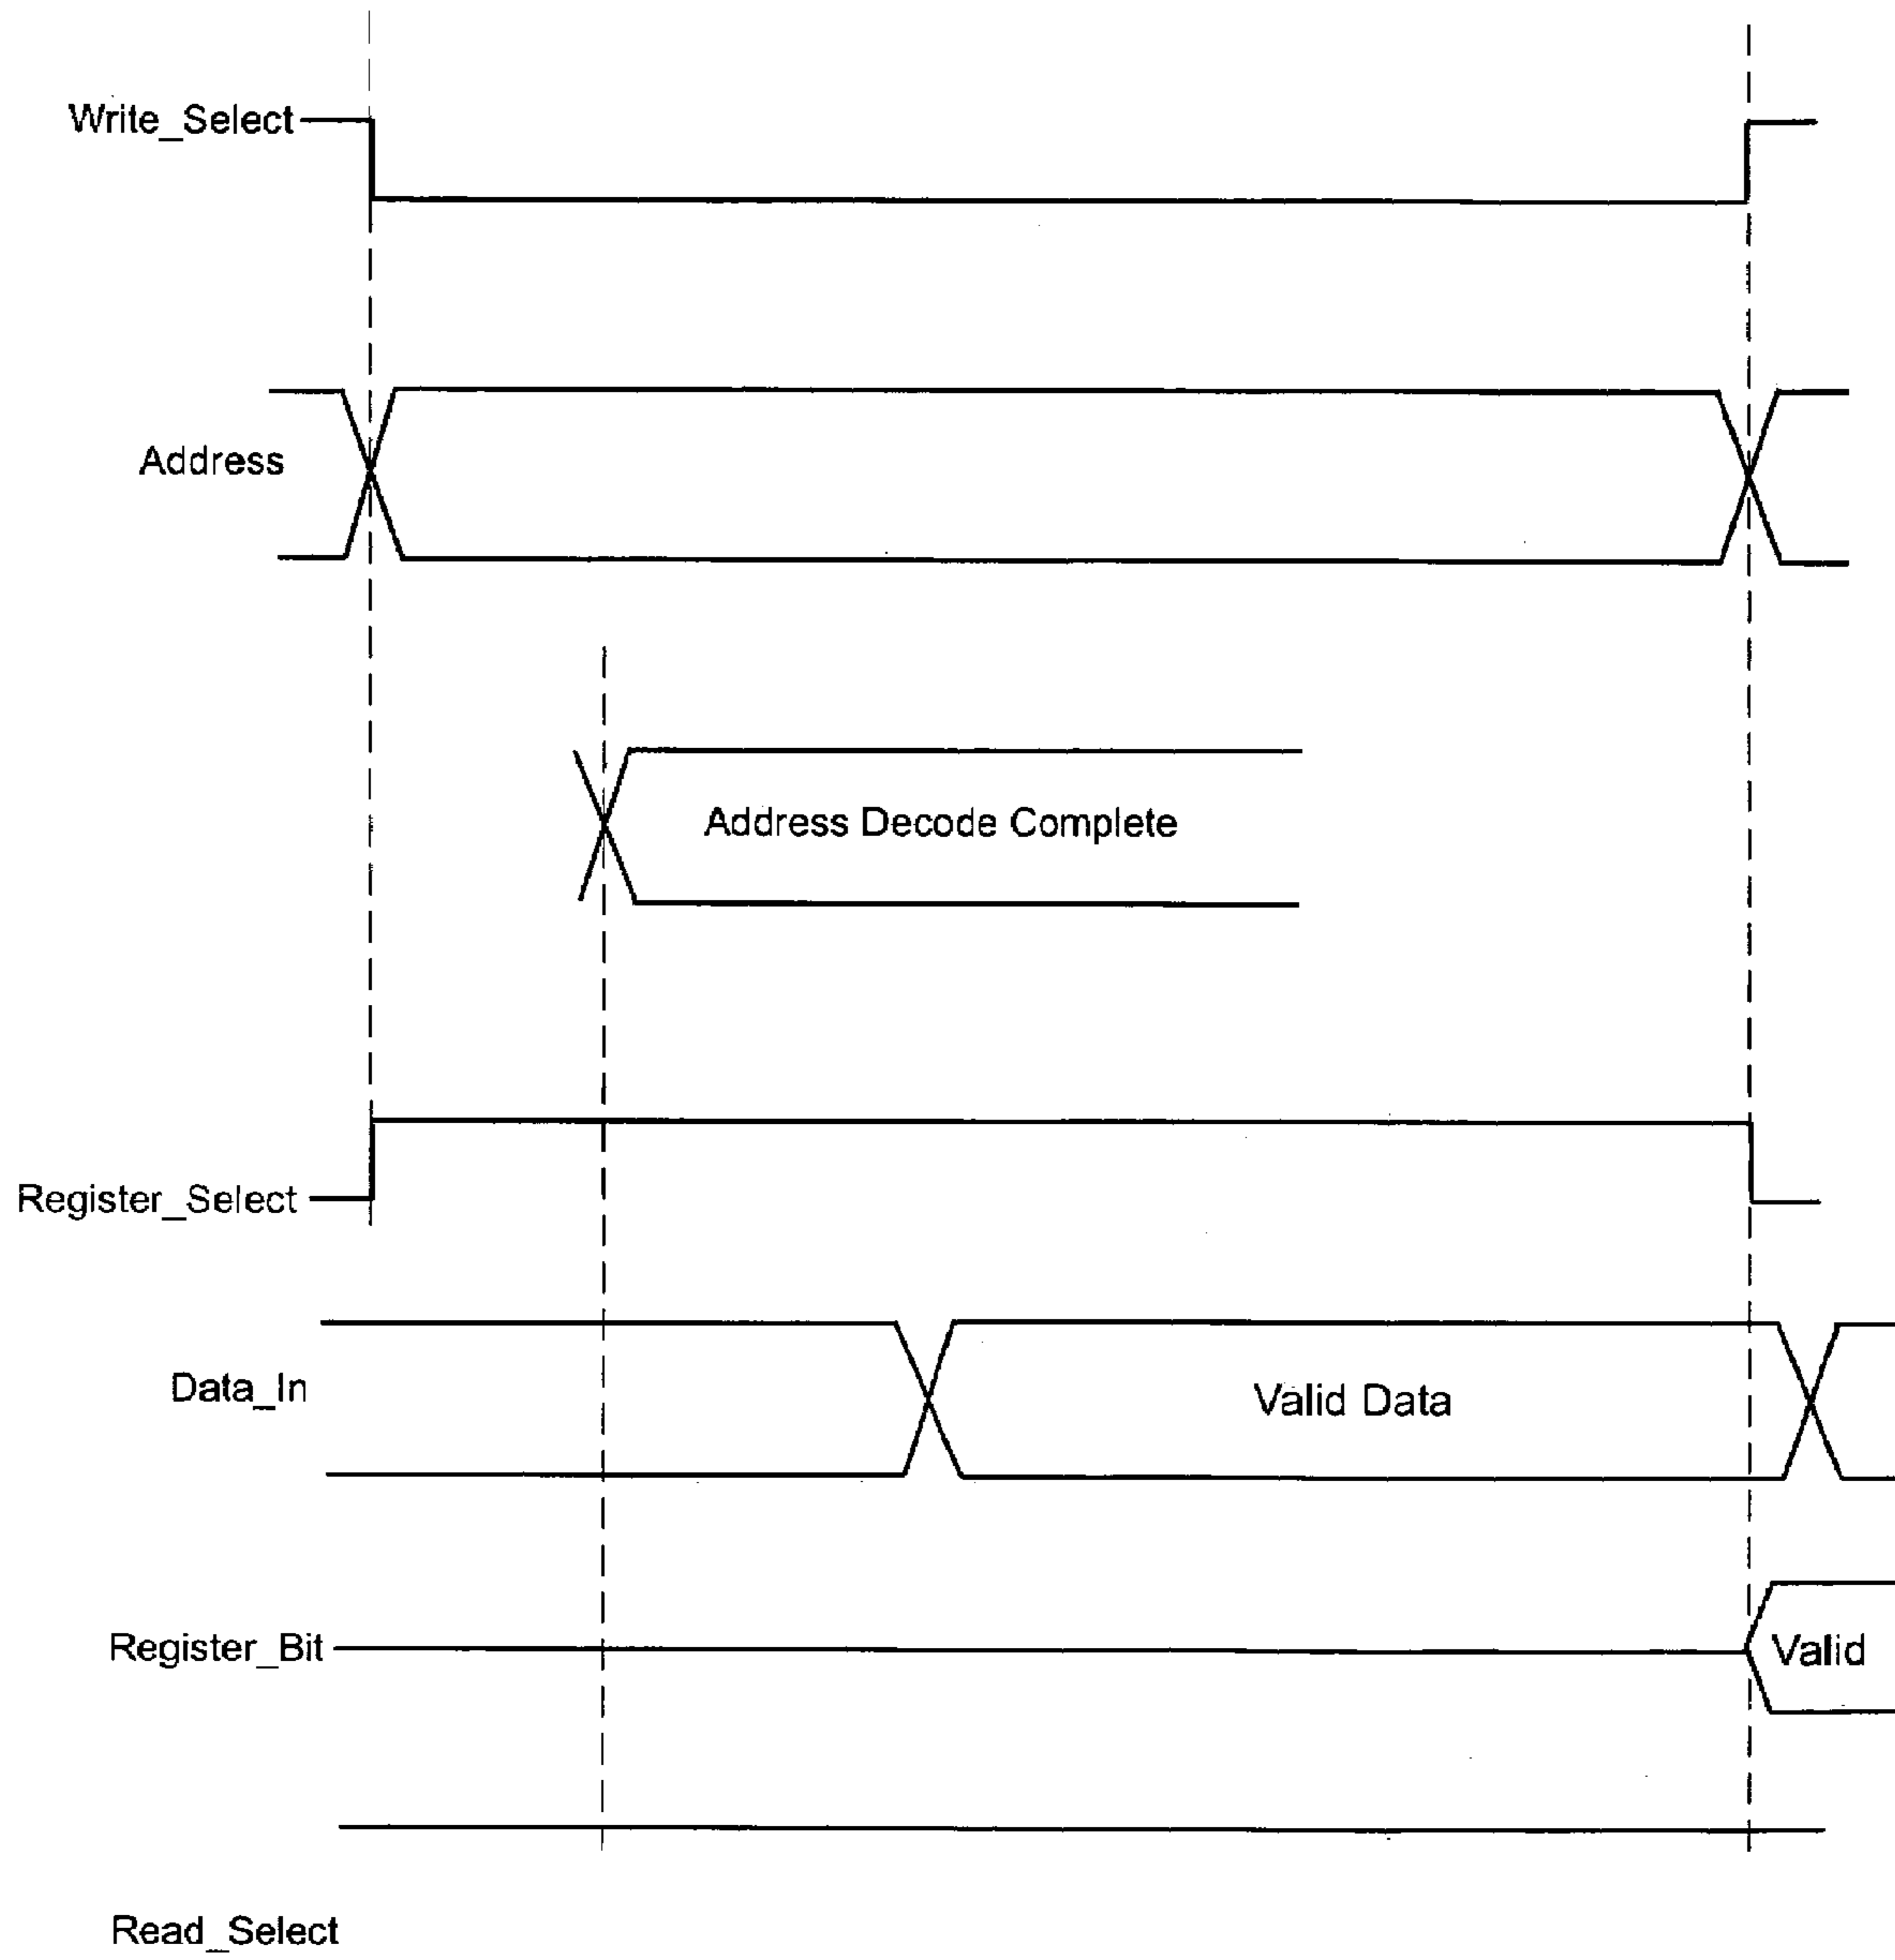 Write_Select
Address
Address Decode Complete
Register_Select
Data_In
Valid Data
Register_Bit
Valid
Read_Select